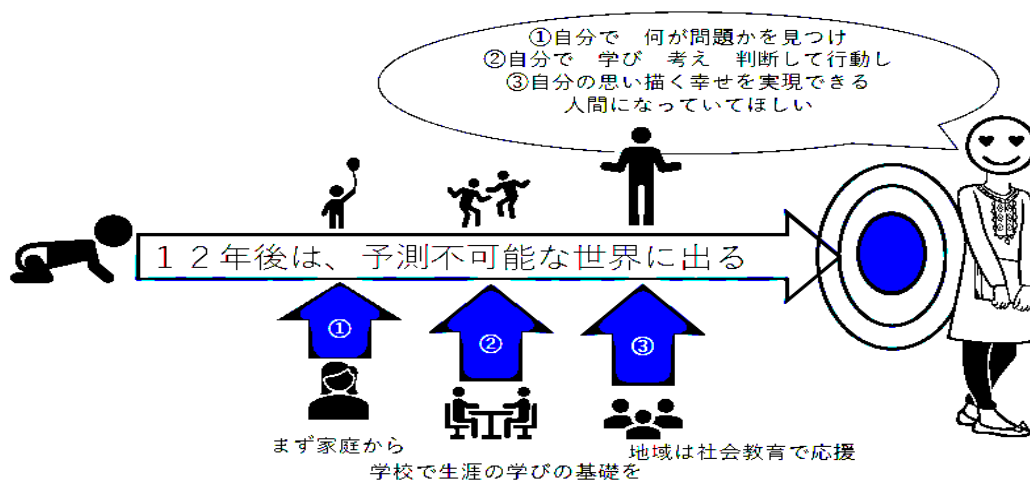 ①自分で　何が問題かを見つけ
②自分で　学び　考え　判断して行動し
③自分の思い描く幸せを実現できる
人間になっていてほしい
１２年後は、予測不可能な世界に出る
①
②
③
まず家庭から
学校で生涯の学びの基礎を
地域は社会教育で応援